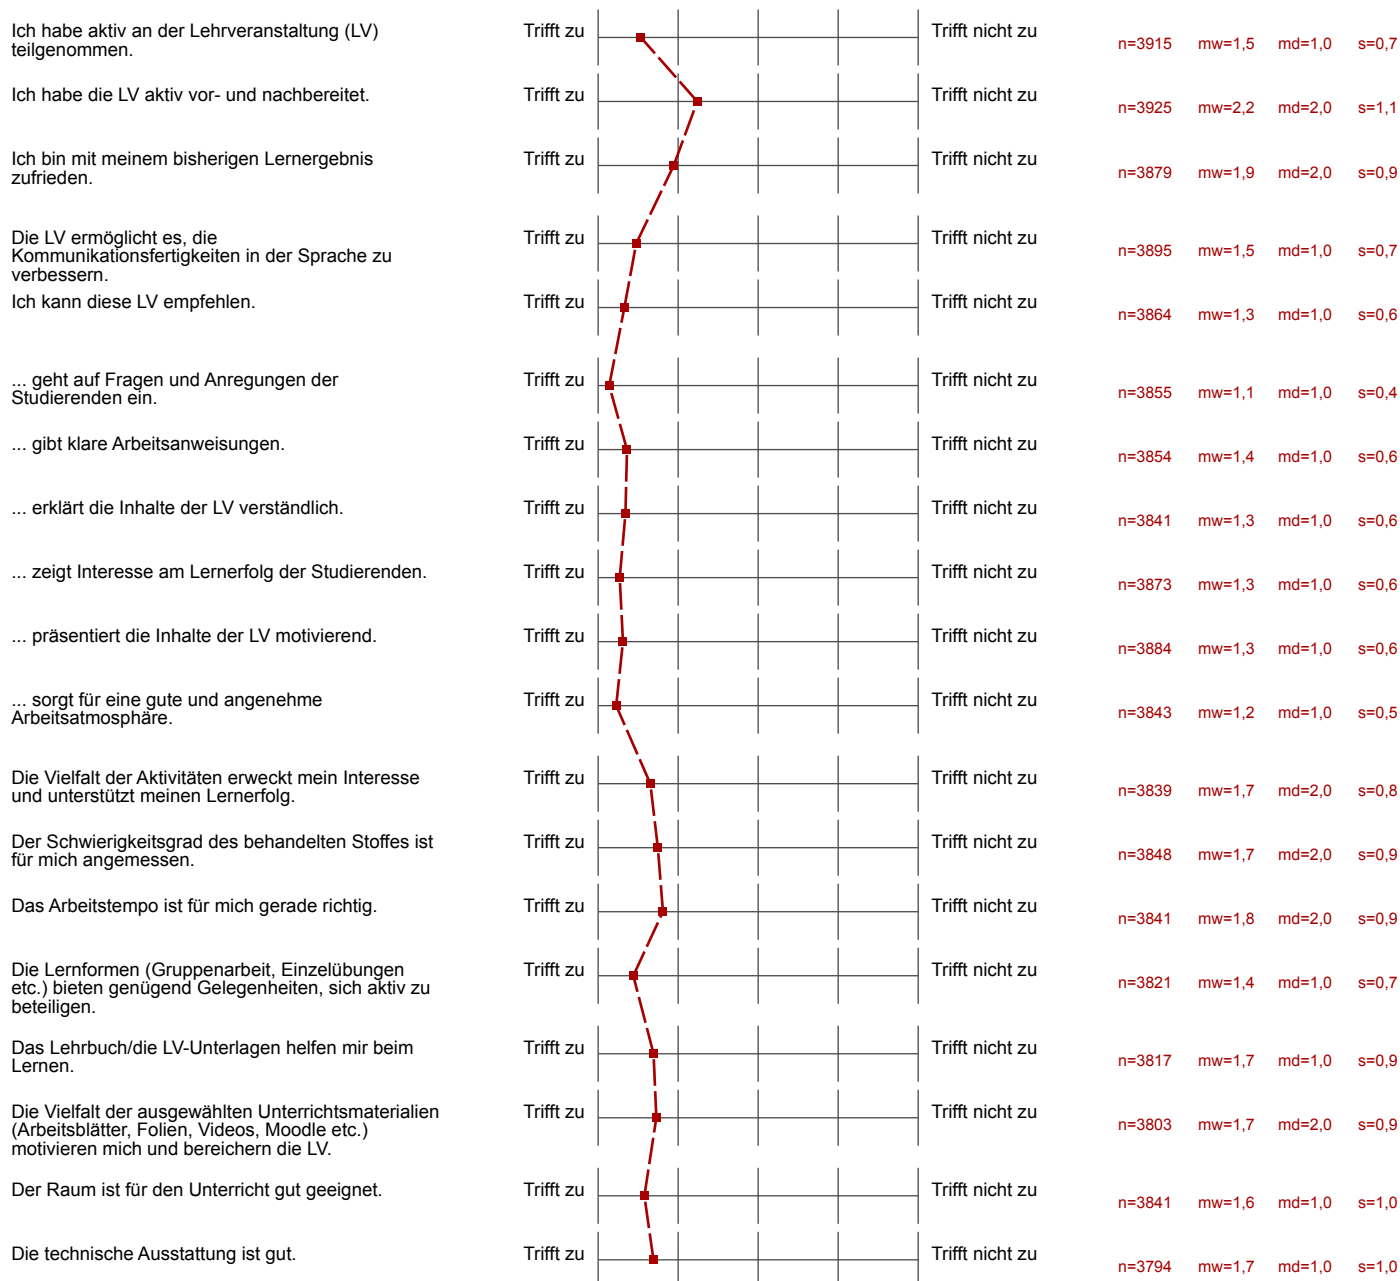 Ich habe aktiv an der Lehrveranstaltung (LV)
teilgenommen.
Trifft zu
Trifft nicht zu
n=3915 mw=1,5 md=1,0 s=0,7
Ich habe die LV aktiv vor- und nachbereitet.
Trifft zu
Trifft nicht zu
n=3925 mw=2,2 md=2,0 s=1,1
Ich bin mit meinem bisherigen Lernergebnis
zufrieden.
Trifft zu
Trifft nicht zu
n=3879 mw=1,9 md=2,0 s=0,9
Die LV ermöglicht es, die
Kommunikationsfertigkeiten in der Sprache zu
verbessern.
Trifft zu
Trifft nicht zu
n=3895 mw=1,5 md=1,0 s=0,7
Ich kann diese LV empfehlen.
Trifft zu
Trifft nicht zu
n=3864 mw=1,3 md=1,0 s=0,6
... geht auf Fragen und Anregungen der
Studierenden ein.
Trifft zu
Trifft nicht zu
n=3855 mw=1,1 md=1,0 s=0,4
... gibt klare Arbeitsanweisungen.
Trifft zu
Trifft nicht zu
n=3854 mw=1,4 md=1,0 s=0,6
... erklärt die Inhalte der LV verständlich.
Trifft zu
Trifft nicht zu
n=3841 mw=1,3 md=1,0 s=0,6
... zeigt Interesse am Lernerfolg der Studierenden.
Trifft zu
Trifft nicht zu
n=3873 mw=1,3 md=1,0 s=0,6
... präsentiert die Inhalte der LV motivierend.
Trifft zu
Trifft nicht zu
n=3884 mw=1,3 md=1,0 s=0,6
... sorgt für eine gute und angenehme
Arbeitsatmosphäre.
Trifft zu
Trifft nicht zu
n=3843 mw=1,2 md=1,0 s=0,5
Die Vielfalt der Aktivitäten erweckt mein Interesse
und unterstützt meinen Lernerfolg.
Trifft zu
Trifft nicht zu
n=3839 mw=1,7 md=2,0 s=0,8
Der Schwierigkeitsgrad des behandelten Stoffes ist
für mich angemessen.
Trifft zu
Trifft nicht zu
n=3848 mw=1,7 md=2,0 s=0,9
Das Arbeitstempo ist für mich gerade richtig.
Trifft zu
Trifft nicht zu
n=3841 mw=1,8 md=2,0 s=0,9
Die Lernformen (Gruppenarbeit, Einzelübungen
etc.) bieten genügend Gelegenheiten, sich aktiv zu
beteiligen.
Trifft zu
Trifft nicht zu
n=3821 mw=1,4 md=1,0 s=0,7
Das Lehrbuch/die LV-Unterlagen helfen mir beim
Lernen.
Trifft zu
Trifft nicht zu
n=3817 mw=1,7 md=1,0 s=0,9
Die Vielfalt der ausgewählten Unterrichtsmaterialien
(Arbeitsblätter, Folien, Videos, Moodle etc.)
motivieren mich und bereichern die LV.
Trifft zu
Trifft nicht zu
n=3803 mw=1,7 md=2,0 s=0,9
Der Raum ist für den Unterricht gut geeignet.
Trifft zu
Trifft nicht zu
n=3841 mw=1,6 md=1,0 s=1,0
Die technische Ausstattung ist gut.
Trifft zu
Trifft nicht zu
n=3794 mw=1,7 md=1,0 s=1,0